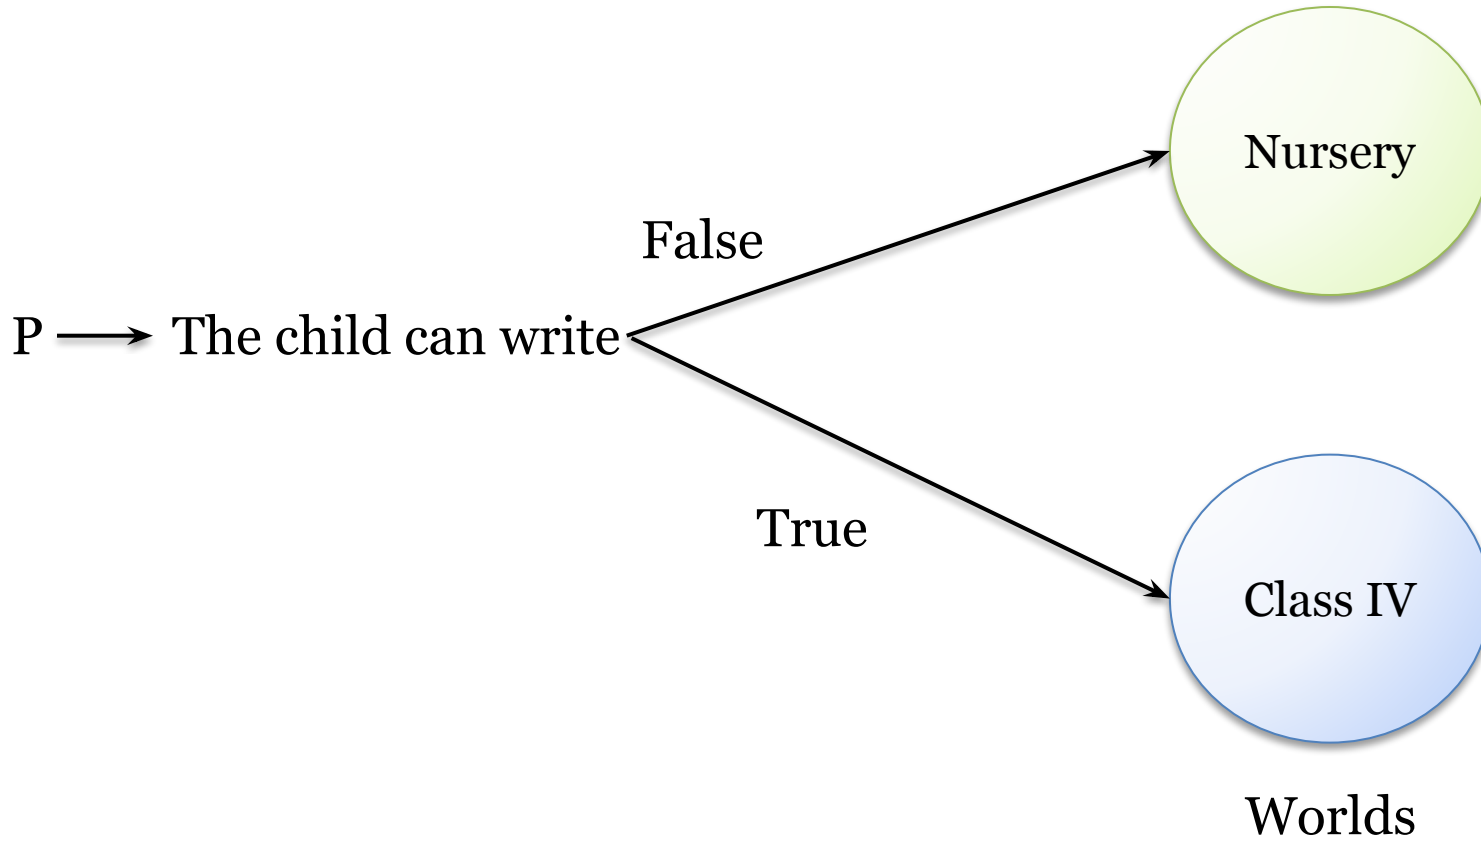 Nursery
False
P The child can write
True
Class IV
Worlds